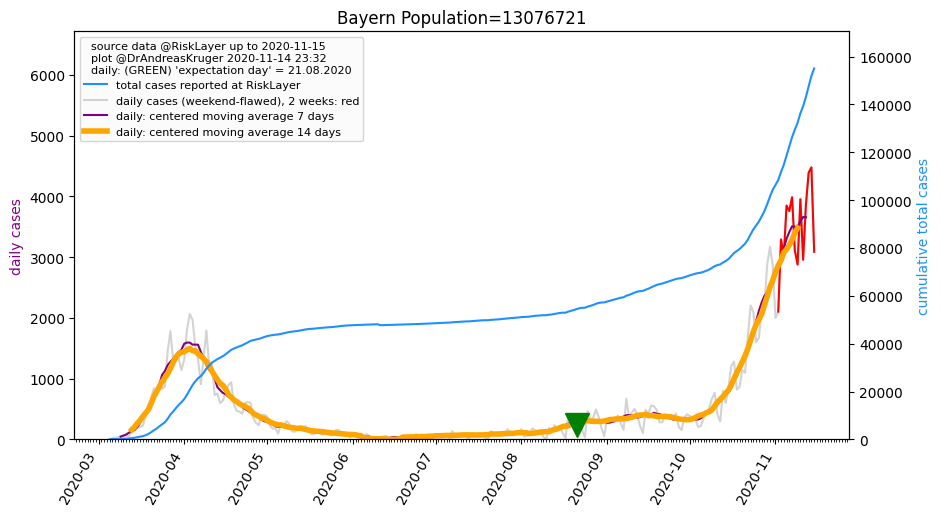 Bayern Population=13076721
source data @RiskLayer up to 2020-11-15
plot @DrAndreasKruger 2020-11-14 23:32
daily: (GREEN) 'expectation day' = 21.08.2020
total cases reported at RiskLayer
daily cases (weekend-flawed), 2 weeks: red
daily: centered moving average 7 days
daily: centered moving average 14 days
daily cases
6000
5000
4000
3000
2000
1000
0
160000
140000
120000
100000
80000
60000
40000
20000
0
cumulative total cases
2020-03
2020-04
2020-05
2020-06
2020-07
2020-08
2020-09
2020-10
2020-11